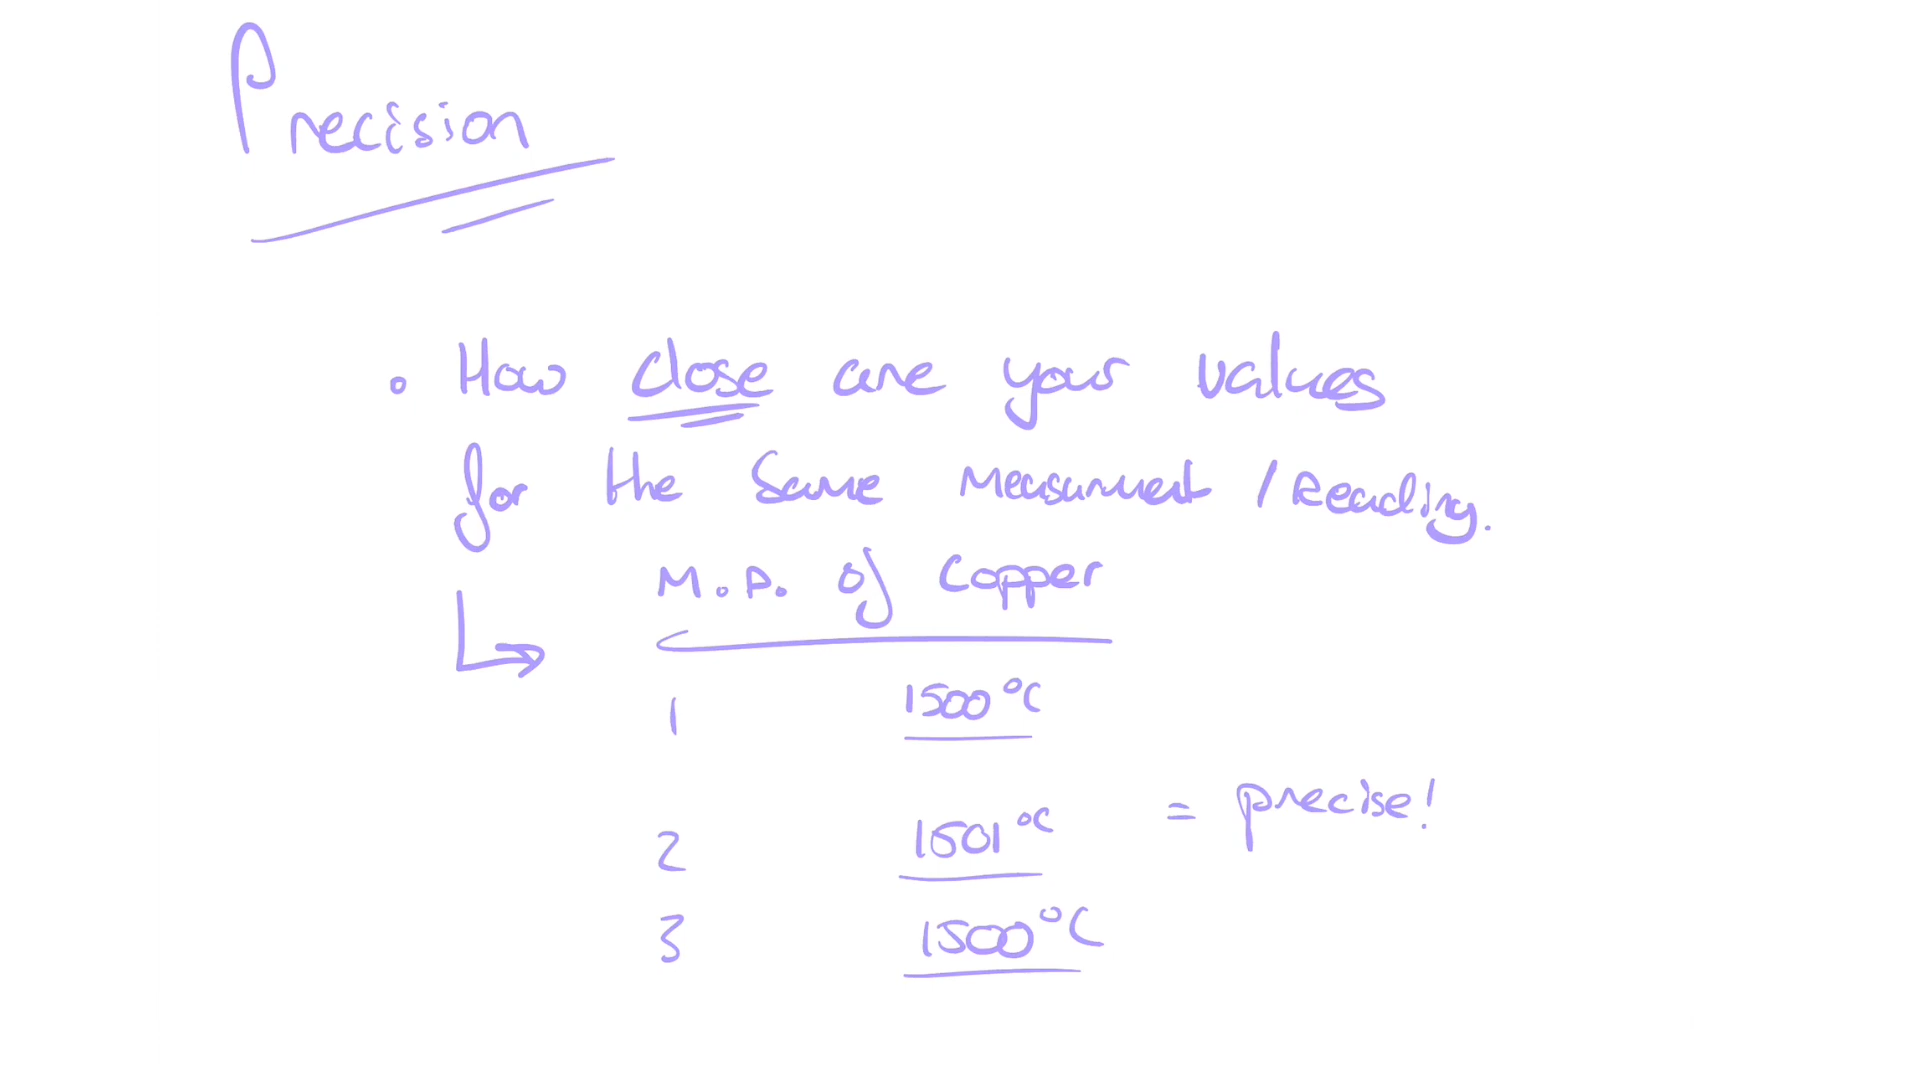 Precision
• How close are your values
for the same measurment / Reading.
↳ M.P. of Copper
1 1500°C
2 1501°C = precise!
3 1500°C